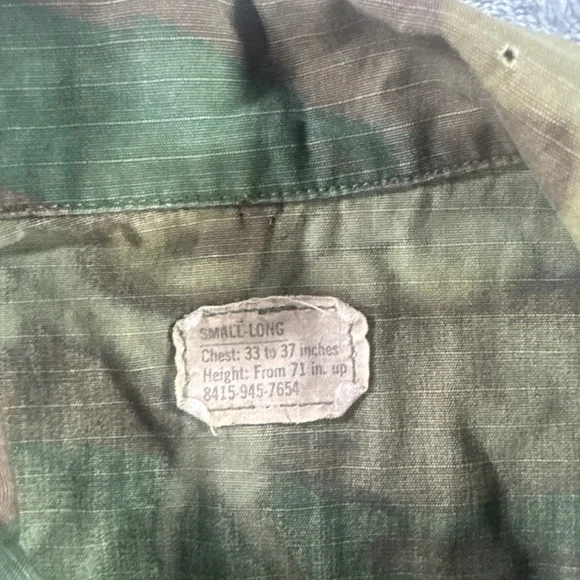 SMALL LONG
Chest: 33 to 37 inches
Height: From 71 in. up
8415-945-7654